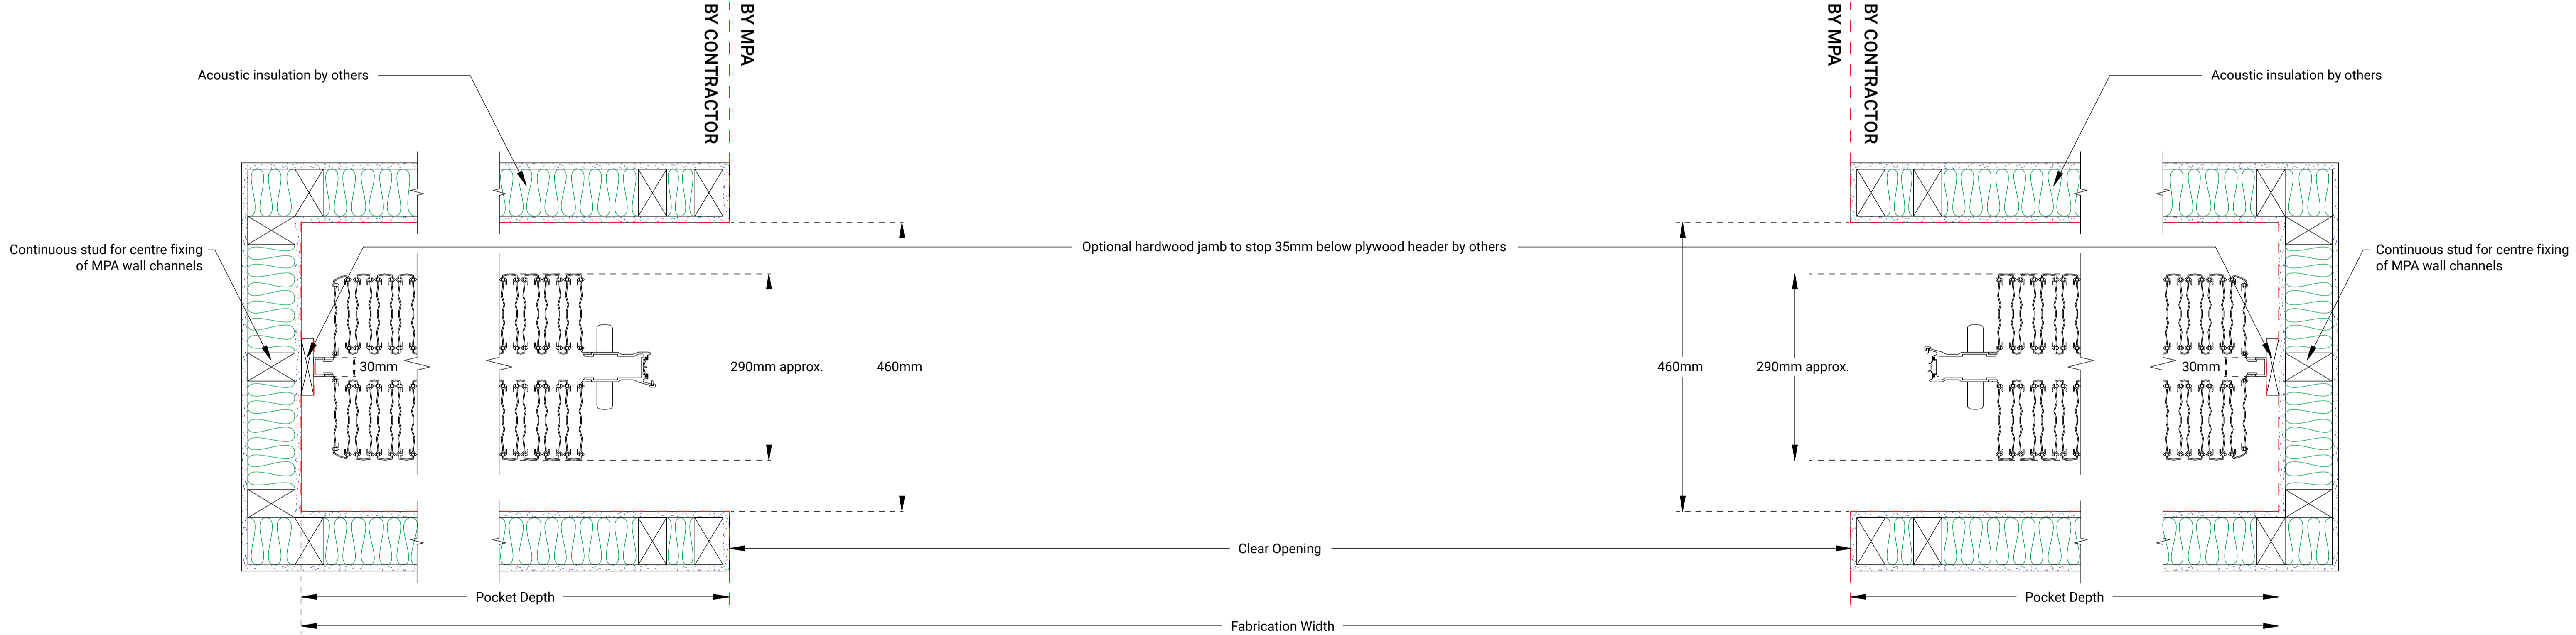 BY MPA
BY CONTRACTOR
BY CONTRACTOR
BY MPA
Acoustic insulation by others
Acoustic insulation by others
Continuous stud for centre fixing
of MPA wall channels
Optional hardwood jamb to stop 35mm below plywood header by others
Continuous stud for centre fixing
of MPA wall channels
30mm
290mm approx.
460mm
460mm
290mm approx.
30mm
Clear Opening
Pocket Depth
Pocket Depth
Fabrication Width